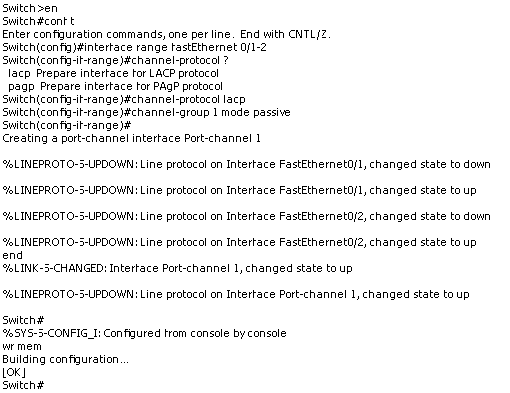 Switch>en
Switch#conf t
Enter configuration commands, one per line. End with CNTL/Z.
Switch(config)#interface range fastEthernet 0/1-2
Switch(config-if-range)#channel-protocol ?
lacp Prepare interface for LACP protocol
pagp Prepare interface for PAgP protocol
Switch(config-if-range)#channel-protocol lacp
Switch(config-if-range)#channel-group 1 mode passive
Switch(config-if-range)#
Creating a port-channel interface Port-channel 1
%LINEPROTO-5-UPDOWN: Line protocol on Interface FastEthernet0/1, changed state to down
%LINEPROTO-5-UPDOWN: Line protocol on Interface FastEthernet0/1, changed state to up
%LINEPROTO-5-UPDOWN: Line protocol on Interface FastEthernet0/2, changed state to down
%LINEPROTO-5-UPDOWN: Line protocol on Interface FastEthernet0/2, changed state to up
end
%LINK-5-CHANGED: Interface Port-channel 1, changed state to up
%LINEPROTO-5-UPDOWN: Line protocol on Interface Port-channel 1, changed state to up
Switch#
%SYS-5-CONFIG_I: Configured from console by console
wr mem
Building configuration...
[OK]
Switch#